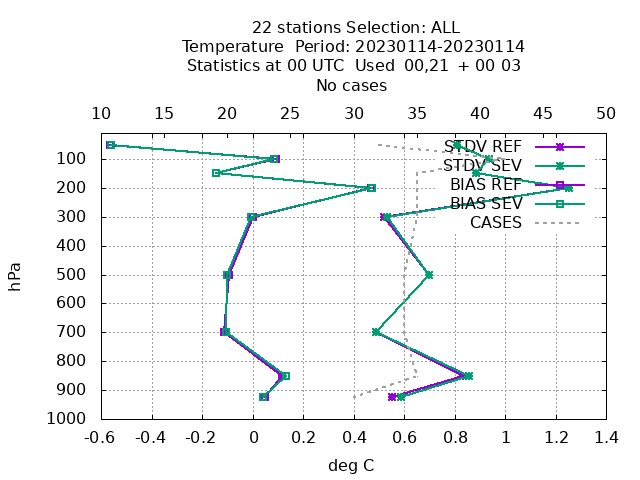 22 stations Selection: ALL
Temperature  Period: 20230114-20230114
Statistics at 00 UTC  Used  00,21  + 00 03
No cases
10 15 20 25 30 35 40 45 50
STDV REF
STDV SEV
BIAS REF
BIAS SEV
CASES
hPa
100
200
300
400
500
600
700
800
900
1000
-0.6 -0.4 -0.2 0 0.2 0.4 0.6 0.8 1 1.2 1.4
deg C